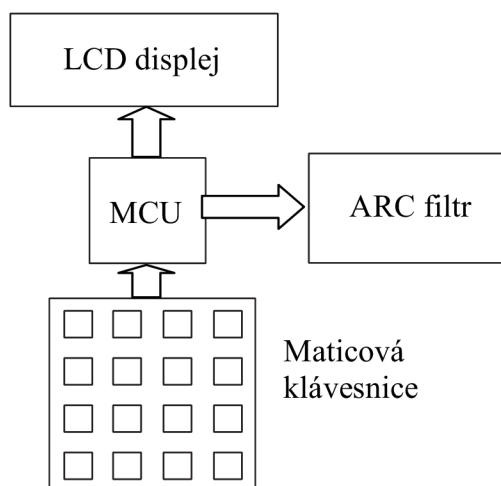 LCD displej
MCU
ARC filtr
Maticová
klávesnice